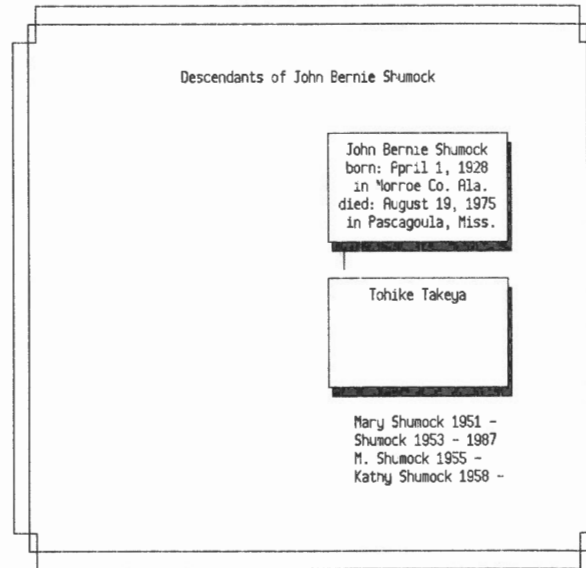 Descendants of John Bernie Shumock
John Bernie Shumock
born: April 1, 1928
in Monroe Co. Ala.
died: August 19, 1975
in Pascagoula, Miss.
Tohike Takeya
Mary Shumock 1951 -
Shumock 1953 - 1987
M. Shumock 1955 -
Kathy Shumock 1958 -